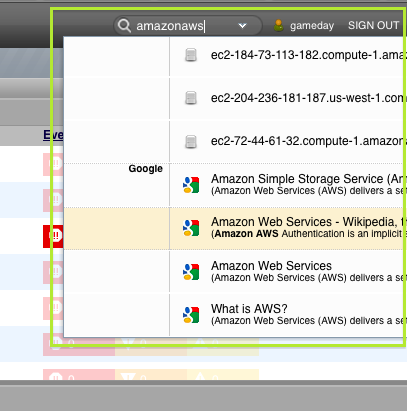 amazonaws
gameday
SIGN OUT
ec2-184-73-113-182.compute-1.ama
ec2-204-236-181-187.us-west-1.com
Eve
ec2-72-44-61-32.compute-1.amazon
Google
Amazon Simple Storage Service (Am
(Amazon Web Services (AWS) delivers a se
Amazon Web Services - Wikipedia, t
(Amazon AWS Authentication is an implicit
Amazon Web Services
(Amazon Web Services (AWS) delivers a se
What is AWS?
(Amazon Web Services (AWS) delivers a se